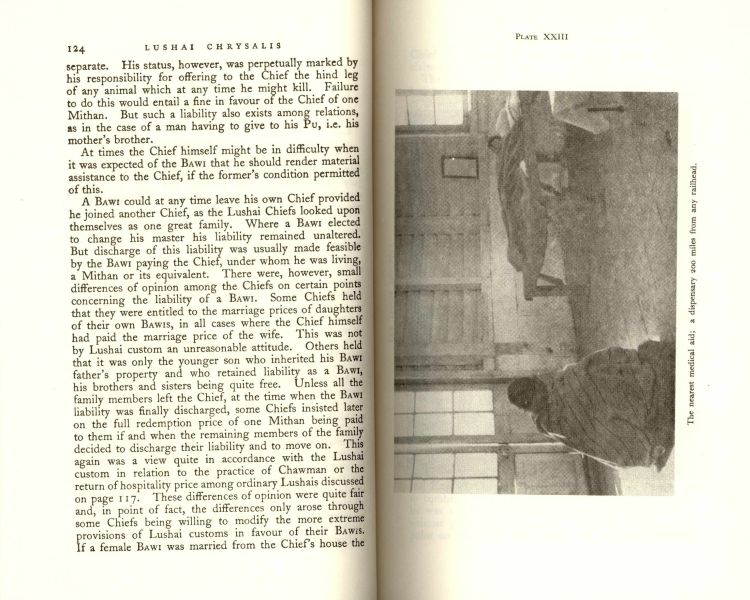 124 LUSHAI CHRYSALIS
separate. His status, however, was perpetually marked by
his responsibility for offering to the Chief the hind leg
of any animal which at any time he might kill. Failure
to do this would entail a fine in favour of the Chief of one
Mithan. But such a liability also exists among relations,
as in the case of a man having to give to his Pu, i.e. his
mother's brother.
At times the Chief himself might be in difficulty when
it was expected of the BAWI that he should render material
assistance to the Chief, if the former's condition permitted
of this.
A BAWI could at any time leave his own Chief provided
he joined another Chief, as the Lushai Chiefs looked upon
themselves as one great family. Where a BAWI elected
to change his master his liability remained unaltered.
But discharge of this liability was usually made feasible
by the BAWI paying the Chief, under whom he was living,
a Mithan or its equivalent. There were, however, small
differences of opinion among the Chiefs on certain points
concerning the liability of a BAWI. Some Chiefs held
that they were entitled to the marriage prices of daughters
of their own BAWIS, in all cases where the Chief himself
had paid the marriage price of the wife. This was not
by Lushai custom an unreasonable attitude. Others held
that it was only the younger son who inherited his BAWI
father's property and who retained liability as a BAWI,
his brothers and sisters being quite free. Unless all the
family members left the Chief, at the time when the BAWI
liability was finally discharged, some Chiefs insisted later
on the full redemption price of one Mithan being paid
to them if and when the remaining members of the family
decided to discharge their liability and to move on. This
again was a view quite in accordance with the Lushai
custom in relation to the practice of Chawman or the
return of hospitality price among ordinary Lushais discussed
on page 117. These differences of opinion were quite fair
and, in point of fact, the differences only arose through
some Chiefs being willing to modify the more extreme
provisions of Lushai customs in favour of their BAWIS.
If a female BAWI was married from the Chief's house the
PLATE XXIII
The nearest medical aid; a dispensary 200 miles from any railhead.